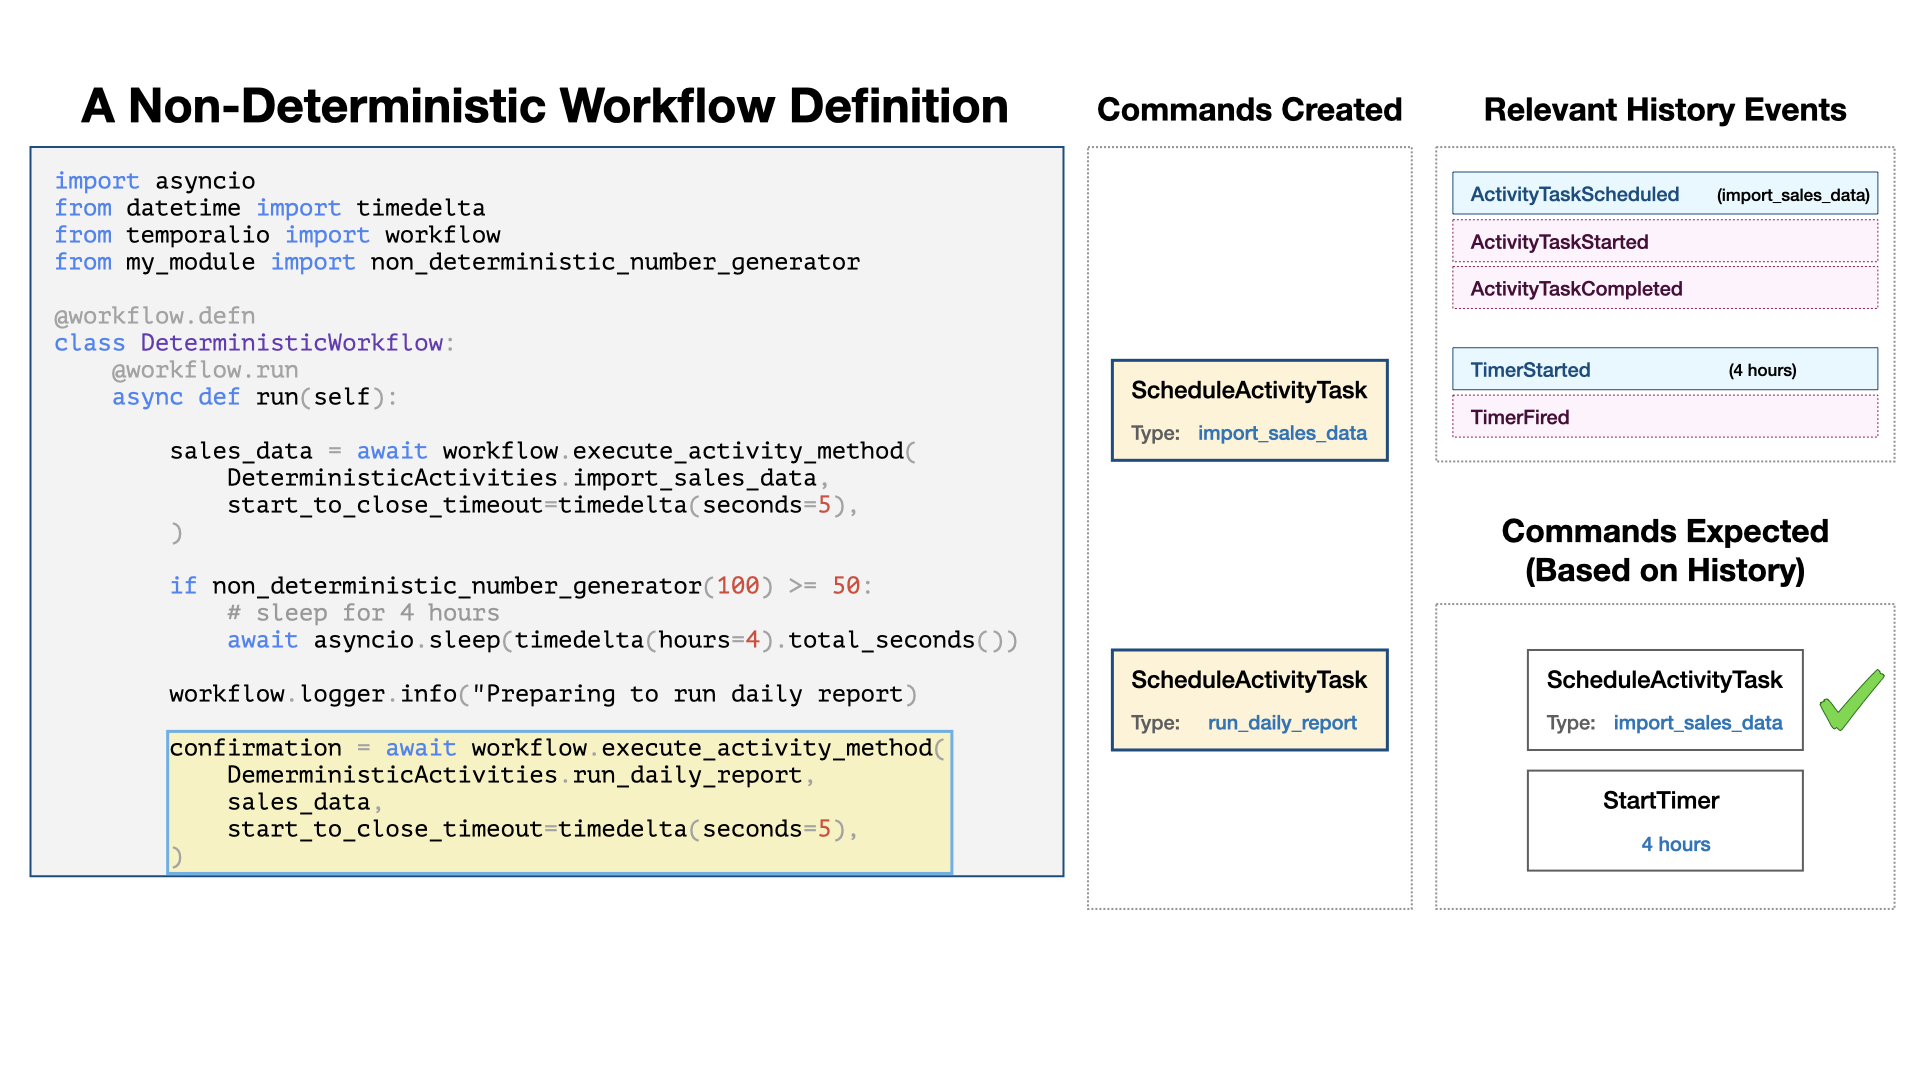 A Non-Deterministic Workflow Definition
import asyncio
from datetime import timedelta
from temporalio import workflow
from my_module import non_deterministic_number_generator
@workflow.defn
class DeterministicWorkflow:
@workflow.run
async def run(self):
sales_data = await workflow.execute_activity_method(
DeterministicActivities.import_sales_data,
start_to_close_timeout=timedelta(seconds=5),
)
if non_deterministic_number_generator(100) >= 50:
# sleep for 4 hours
await asyncio.sleep(timedelta(hours=4).total_seconds())
workflow.logger.info("Preparing to run daily report)
confirmation = await workflow.execute_activity_method(
DemerministicActivities.run_daily_report,
sales_data,
start_to_close_timeout=timedelta(seconds=5),
)
Commands Created
ScheduleActivityTask
Type: import_sales_data
ScheduleActivityTask
Type: run_daily_report
Relevant History Events
ActivityTaskScheduled (import_sales_data)
ActivityTaskStarted
ActivityTaskCompleted
TimerStarted (4 hours)
TimerFired
Commands Expected
(Based on History)
ScheduleActivityTask
Type: import_sales_data
StartTimer
4 hours